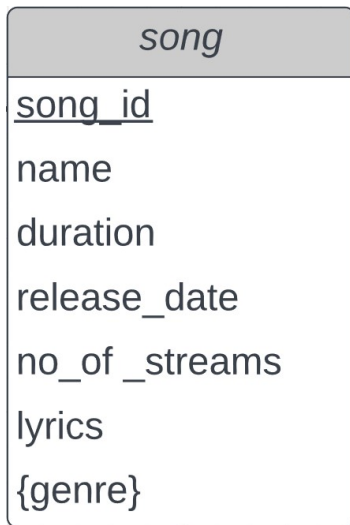 song
song_id
name
duration
release_date
no_of _streams
lyrics
{genre}